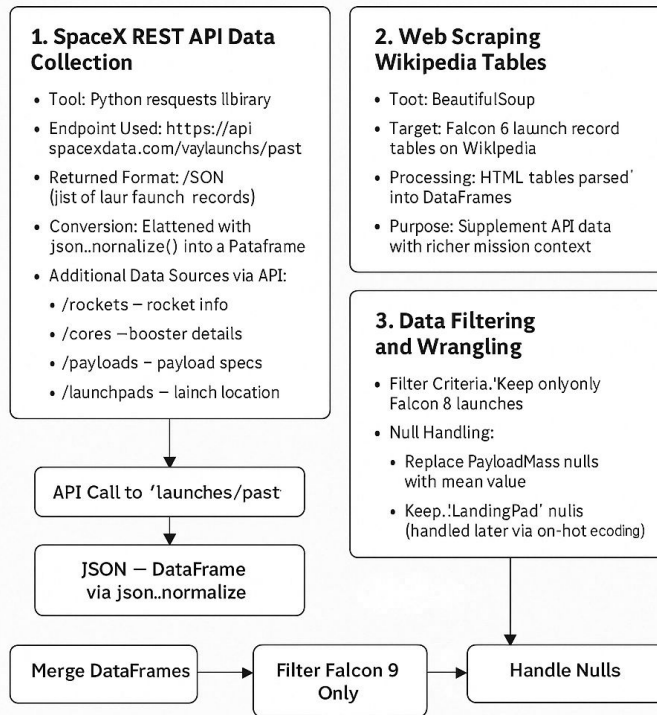 1. SpaceX REST API Data
Collection
• Tool: Python resquests library
• Endpoint Used: https://api
spacexdata.com/vaylaunchs/past
• Returned Format: /SON
(jist of laur faunch records)
• Conversion: Elattened with
json..nornalize() into a Pataframe
• Additional Data Sources via API:
• /rockets – rocket info
• /cores –booster details
• /payloads – payload specs
• /launchpads – lainch location
API Call to ‘launches/past
JSON – DataFrame
via json..normalize
2. Web Scraping
Wikipedia Tables
• Toot: BeautifulSoup
• Target: Falcon 6 launch record
tables on Wiklpedia
• Processing: HTML tables parsed'
into DataFrames
• Purpose: Supplement API data
with richer mission context
3. Data Filtering
and Wrangling
• Filter Criteria.'Keep onlyonly
Falcon 8 launches
• Null Handling:
• Replace PayloadMass nulls
with mean value
• Keep.'LandingPad' nulis
(handled later via on-hot ecoding)
Merge DataFrames
Filter Falcon 9
Only
Handle Nulls